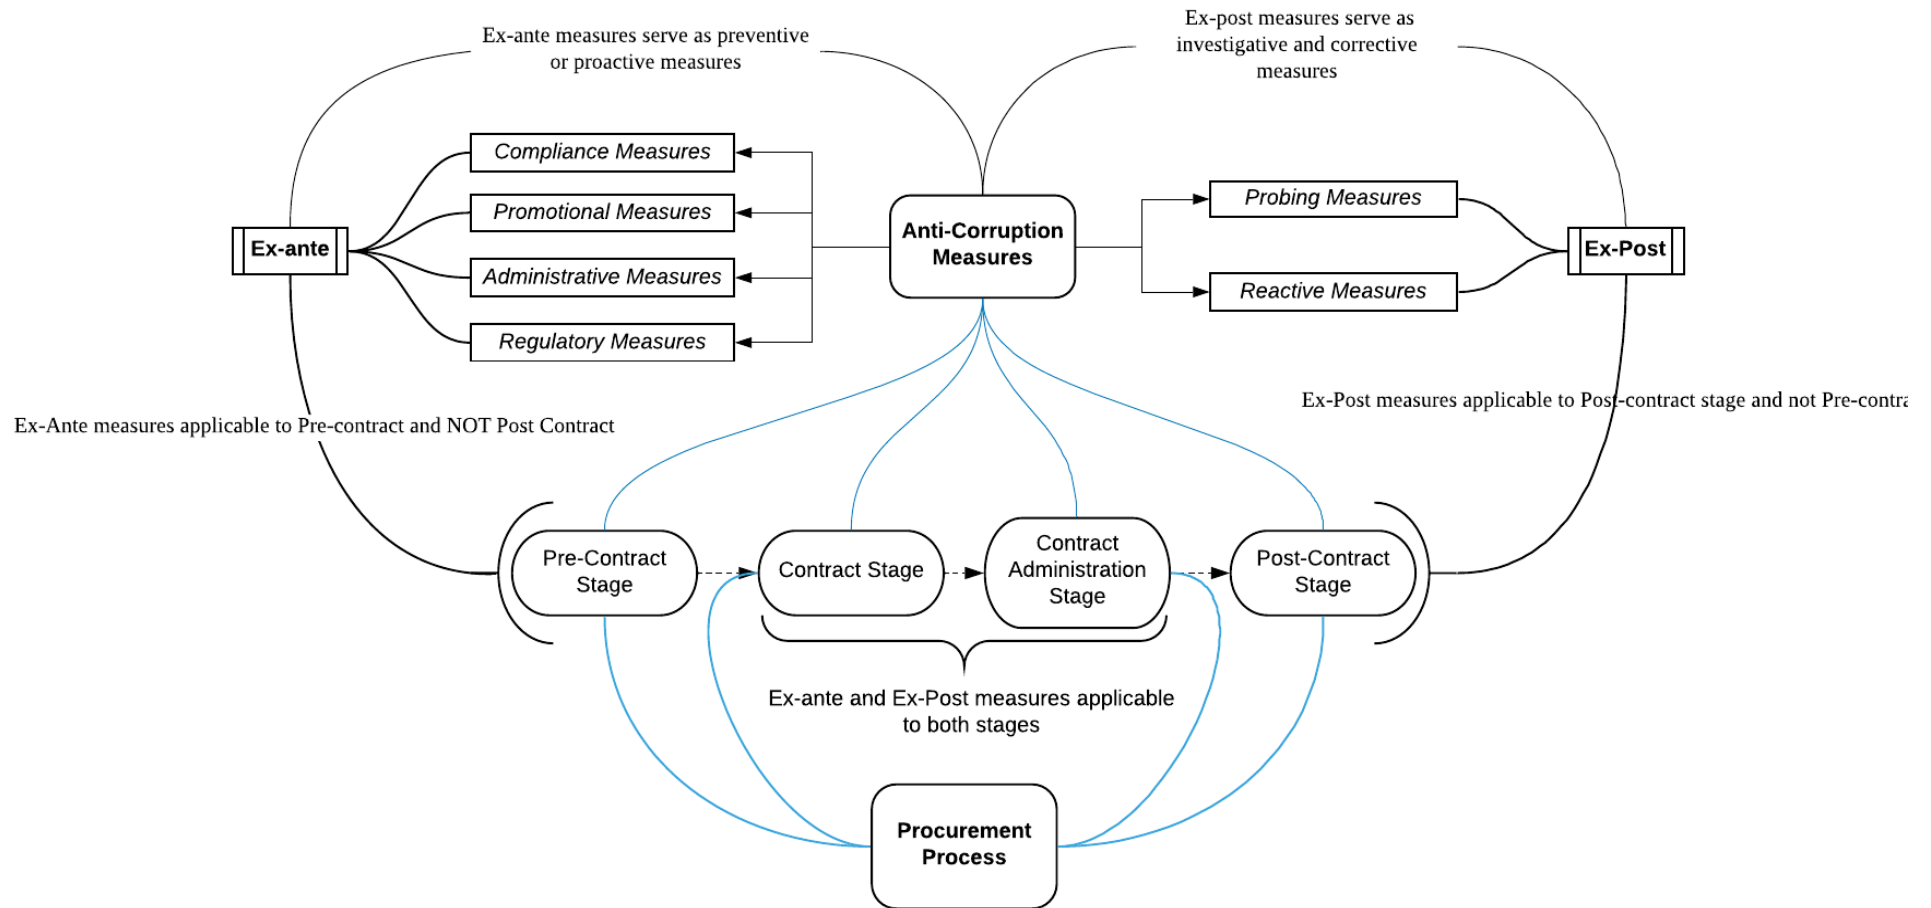 Ex-ante measures serve as preventive
or proactive measures
Ex-post measures serve as
investigative and corrective
measures
Compliance Measures
Promotional Measures
Administrative Measures
Regulatory Measures
Ex-ante
Anti-Corruption
Measures
Probing Measures
Reactive Measures
Ex-Post
Ex-Ante measures applicable to Pre-contract and NOT Post Contract
Ex-Post measures applicable to Post-contract stage and not Pre-contra
Pre-Contract
Stage
Contract Stage
Contract
Administration
Stage
Post-Contract
Stage
Ex-ante and Ex-Post measures applicable
to both stages
Procurement
Process